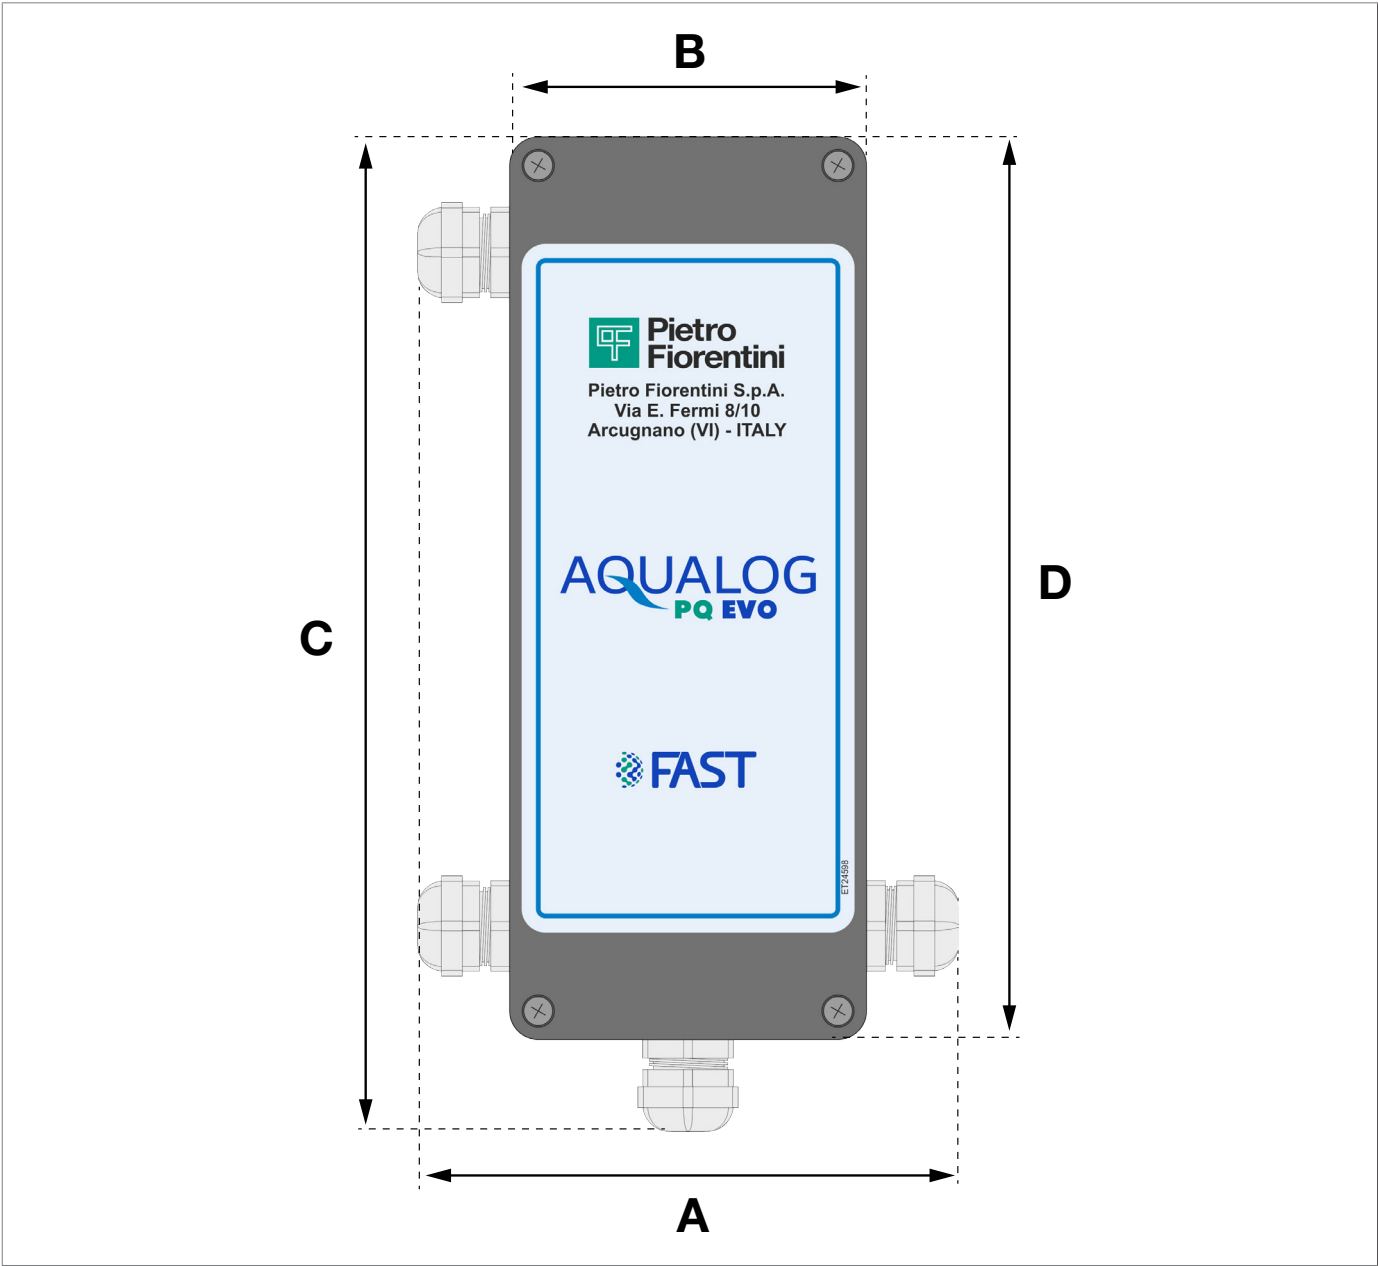 B
Pietro
Fiorentini
Pietro Fiorentini S.p.A.
Via E. Fermi 8/10
Arcugnano (VI) - ITALY
AQUALOG
PQ EVO
D
C
FAST
ET24598
A